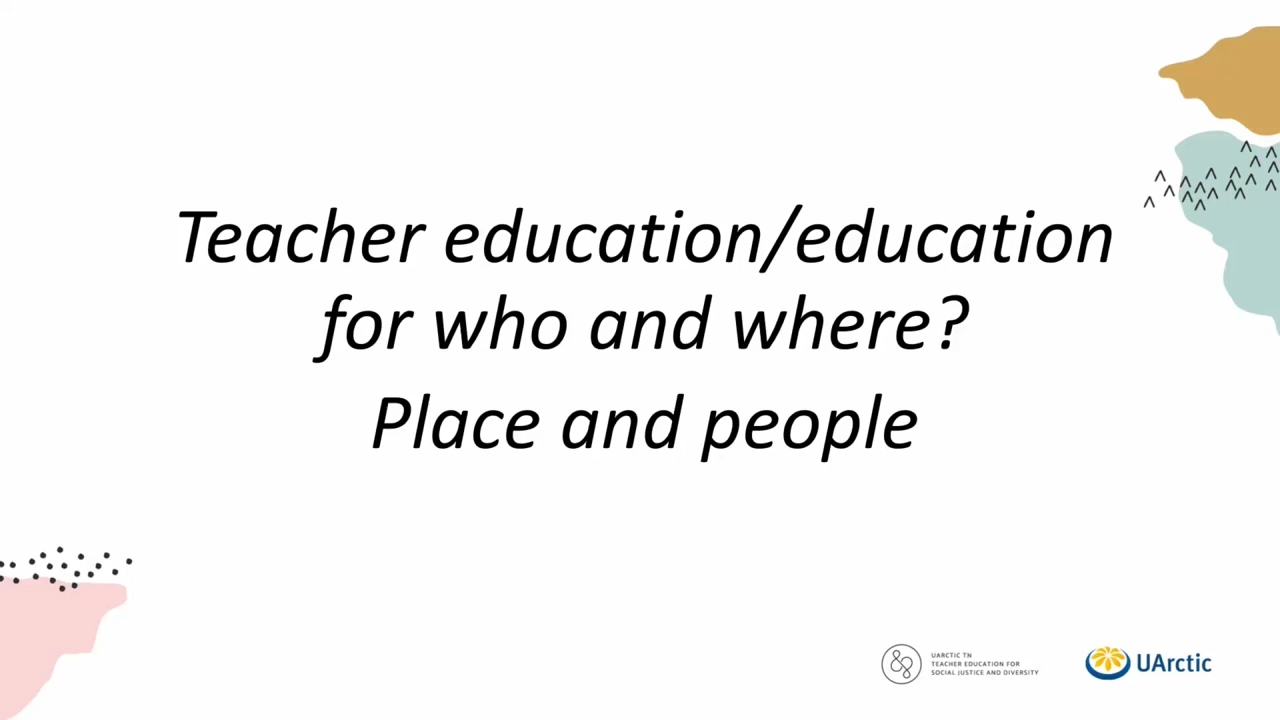 Teacher education/education
for who and where?
Place and people
UARCTIC TN
TEACHER EDUCATION FOR
SOCIAL JUSTICE AND DIVERSITY
UArctic